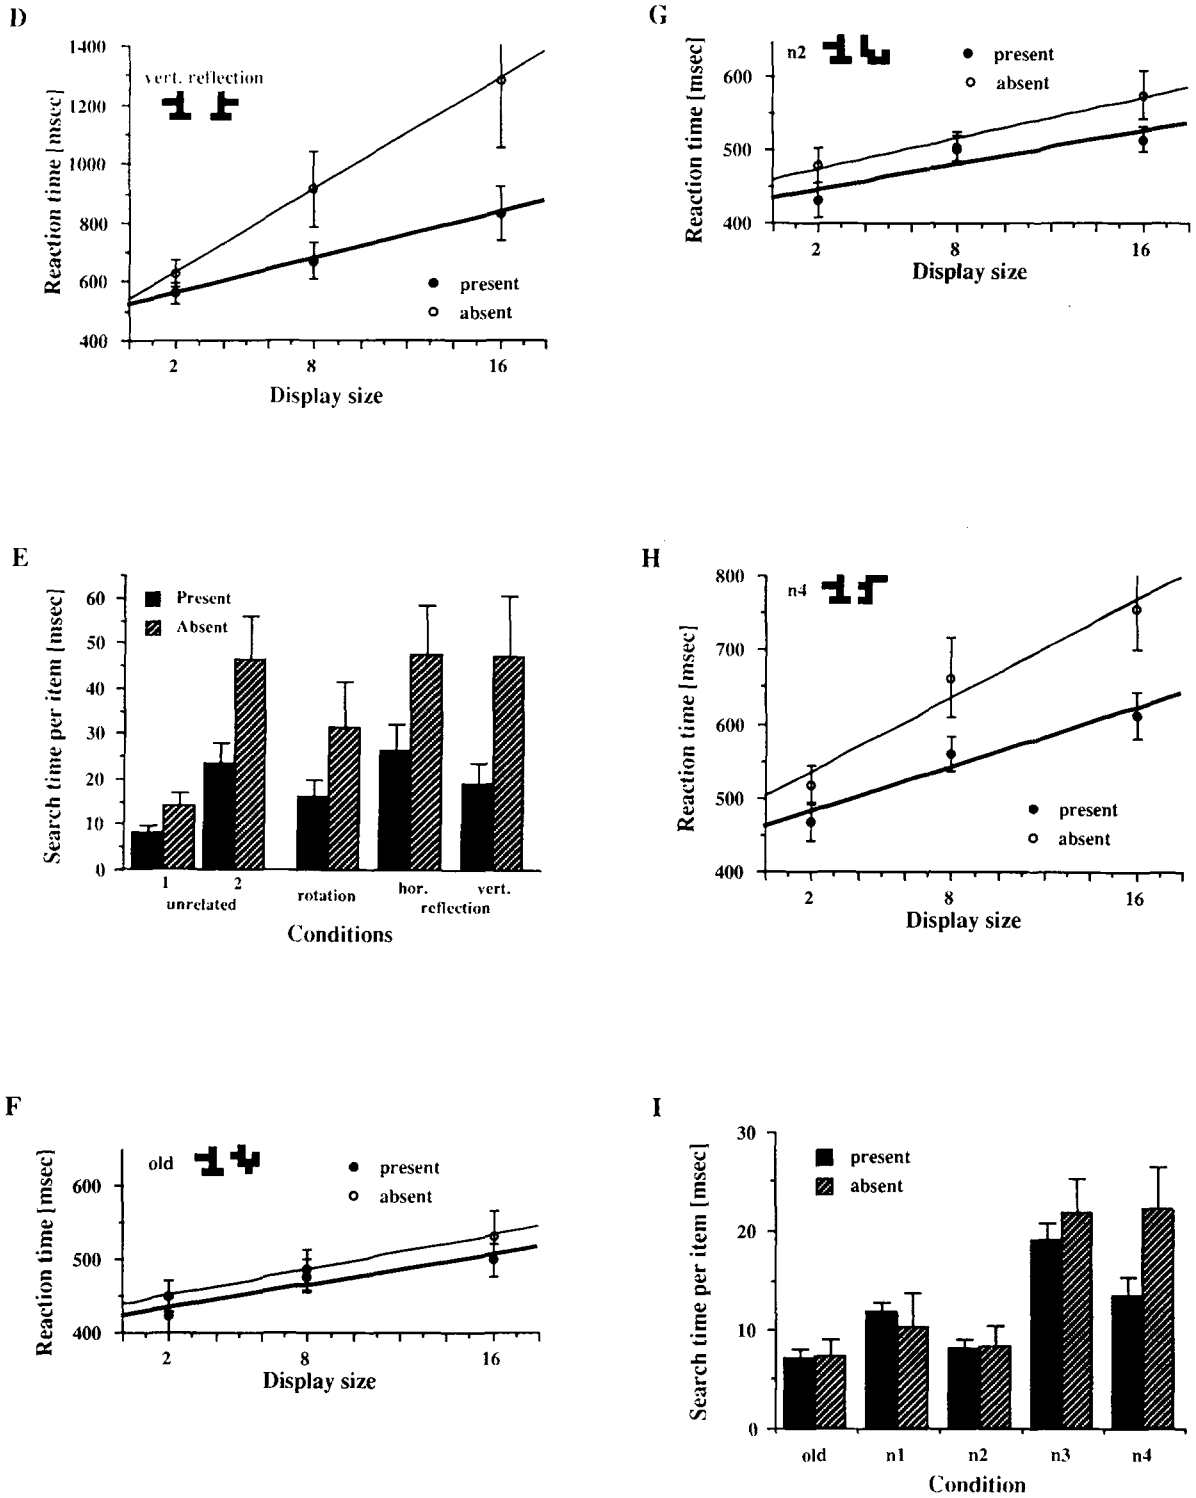 D
1400
1200
1000
800
600
400
Reaction time [msec]
vert. reflection
present
absent
2 8 16
Display size
G
600
500
400
Reaction time [msec]
n2
present
absent
2 8 16
Display size
E
60
50
40
30
20
10
0
Search time per item [msec]
Present
Absent
1 2 hor. vert.
unrelated rotation reflection
Conditions
H
800
700
600
500
400
Reaction time [msec]
n4
present
absent
2 8 16
Display size
F
600
500
400
Reaction time [msec]
old
present
absent
2 8 16
Display size
I
30
20
10
0
Search time per item [msec]
present
absent
old n1 n2 n3 n4
Condition